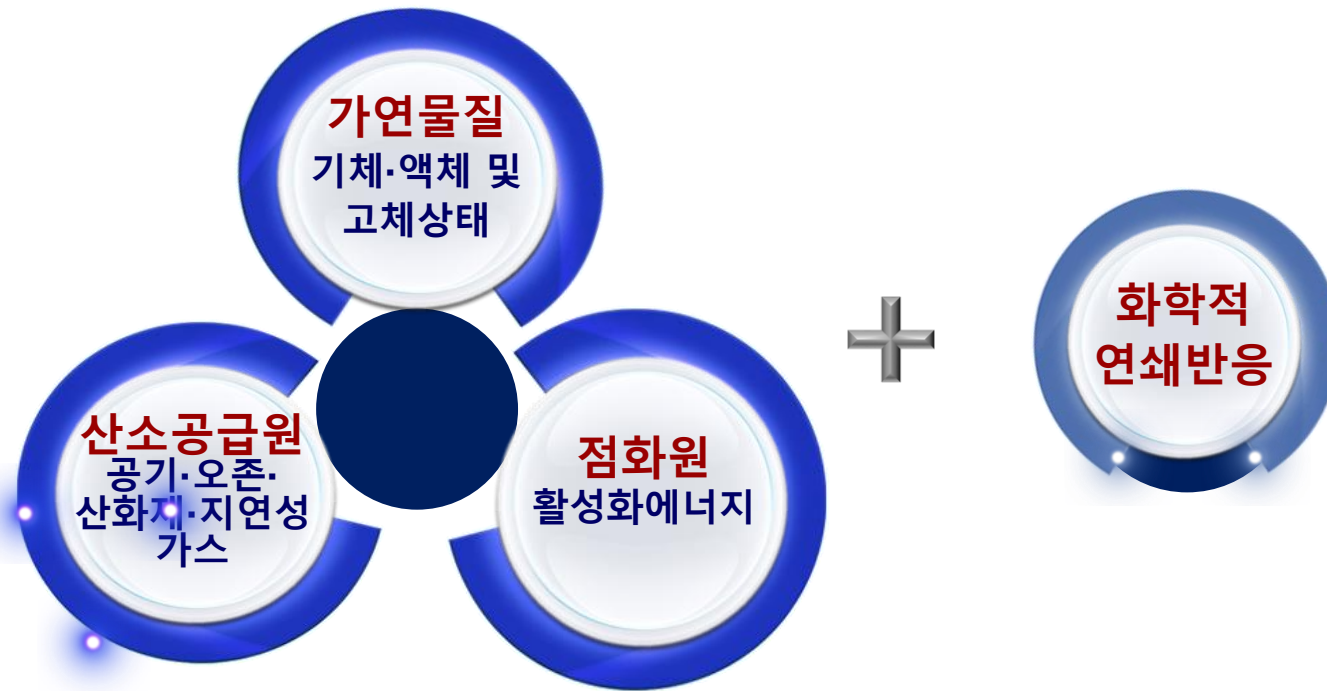 가연물질
기체·액체 및
고체상태
산소공급원
공기·오존·
산화제·지연성
가스
점화원
활성화에너지
화학적
연쇄반응